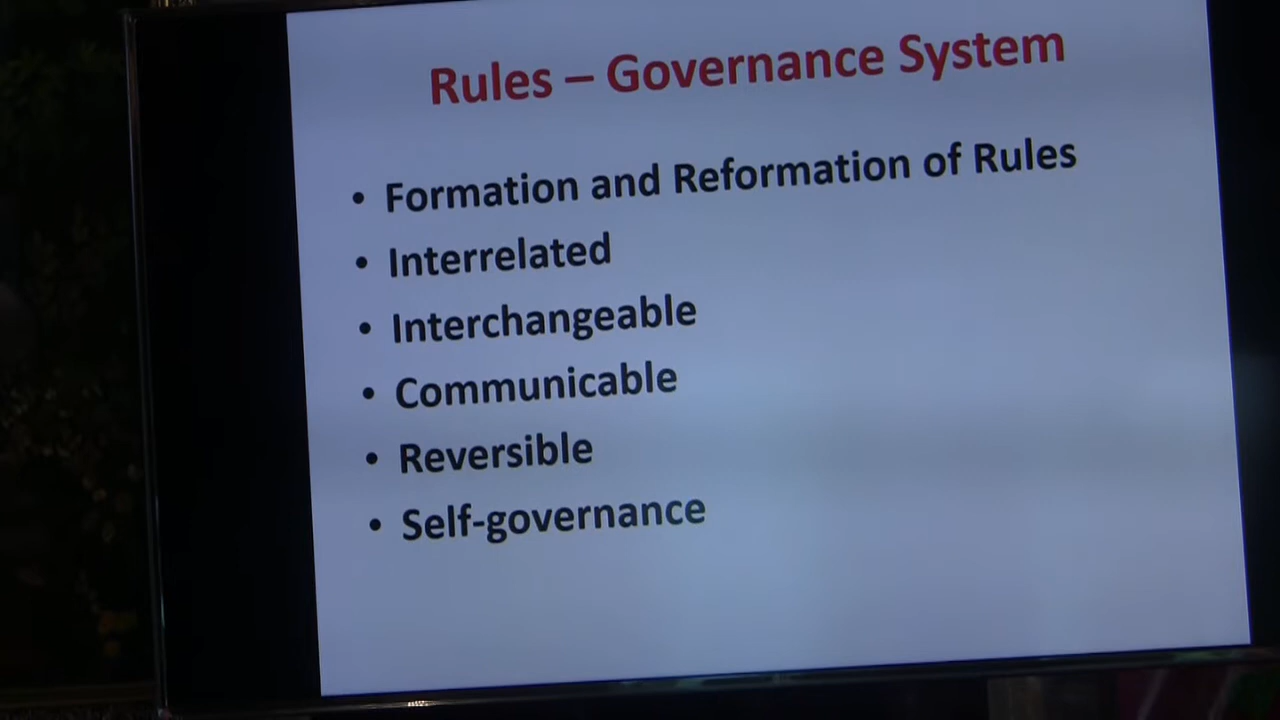 Rules – Governance System
• Formation and Reformation of Rules
• Interrelated
• Interchangeable
• Communicable
• Reversible
• Self-governance